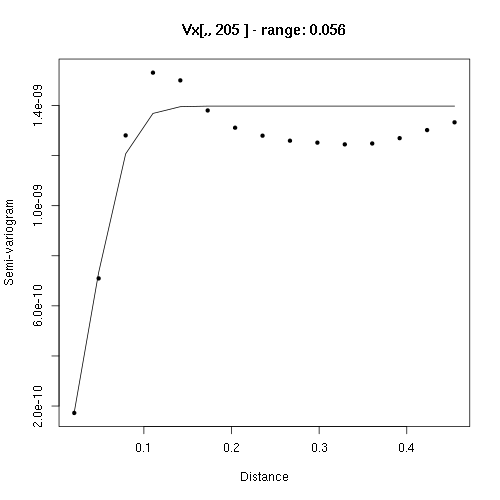 Vx[,, 205 ] - range: 0.056
Semi-variogram
1.4e-09
1.0e-09
6.0e-10
2.0e-10
0.1 0.2 0.3 0.4
Distance